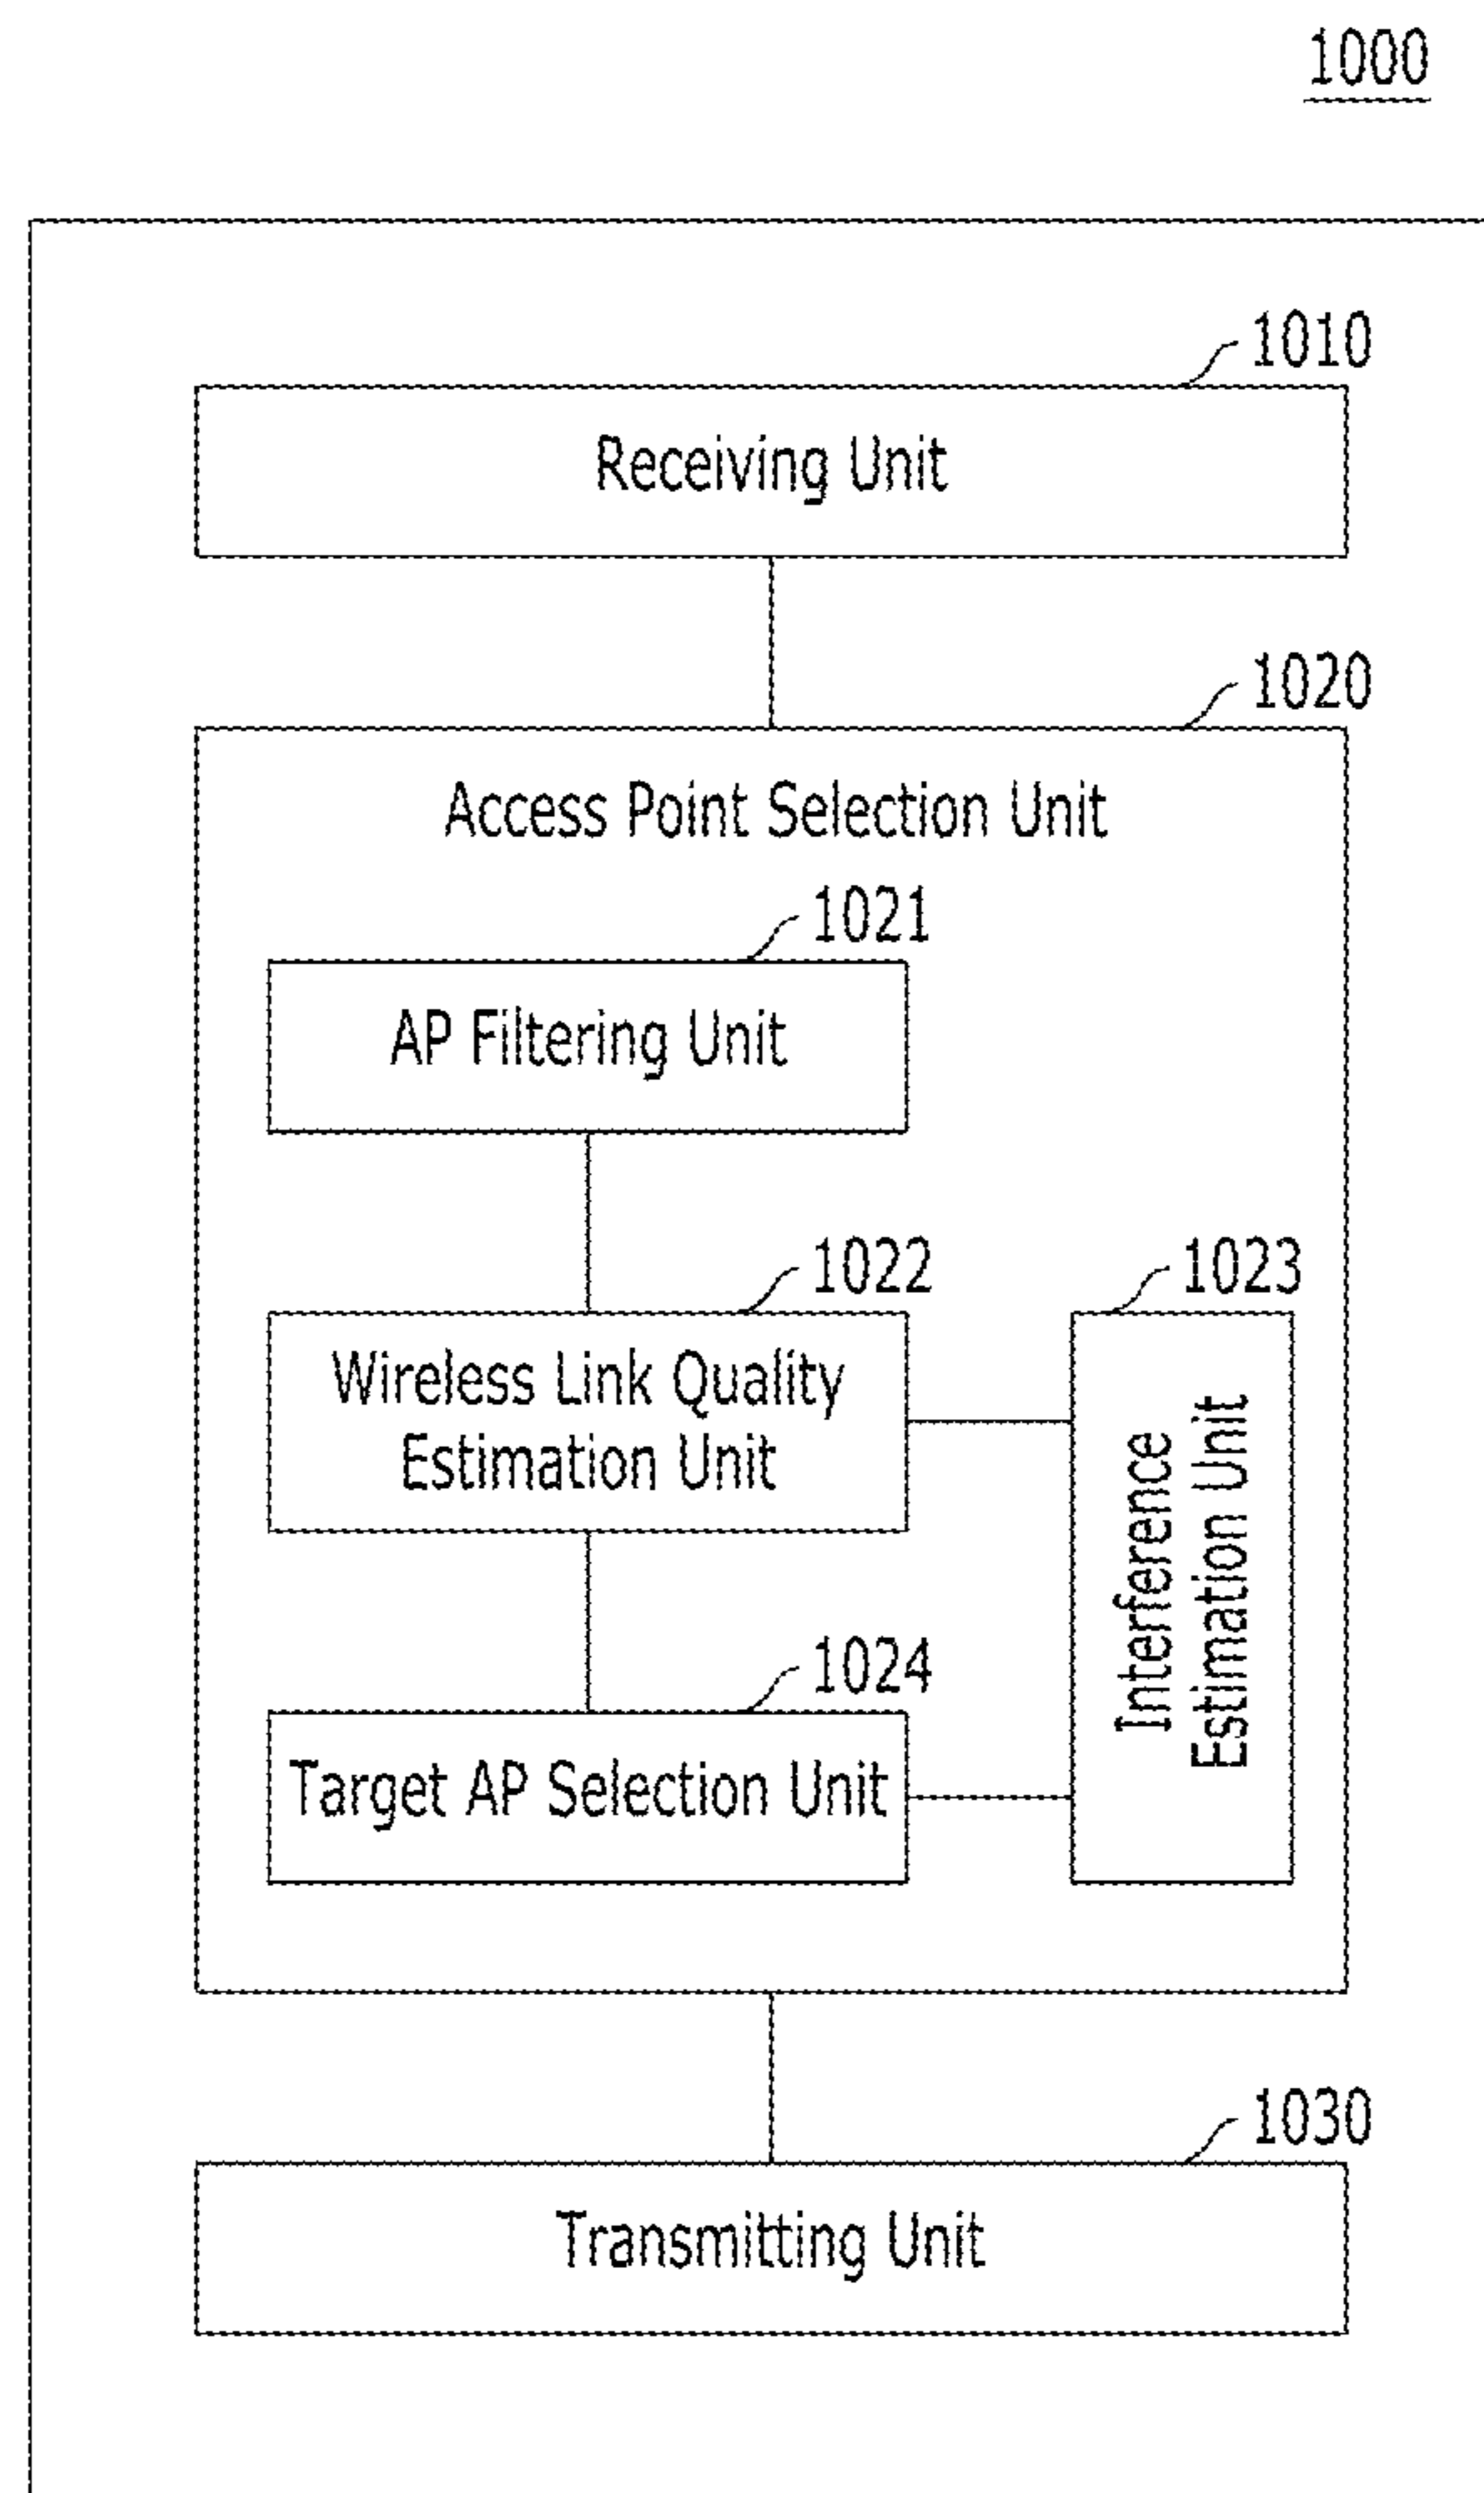 1000
1010
Receiving Unit
1020
Access Point Selection Unit
1021
AP Filtering Unit
1022
1023
Wireless Link Quality
Estimation Unit
Interference
Estimation Unit
1024
Target AP Selection Unit
1030
Transmitting Unit